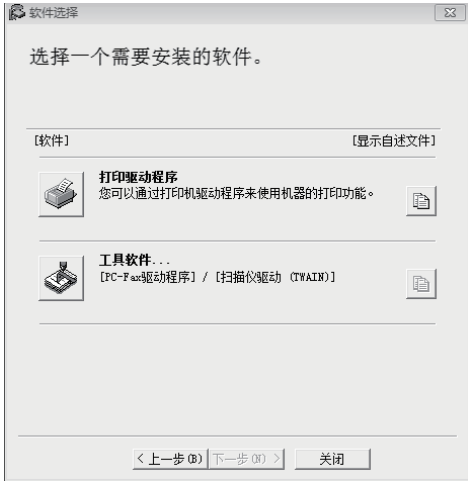 软件选择
选择一个需要安装的软件。
[软件] [显示自述文件]
打印驱动程序
您可以通过打印机驱动程序来使用机器的打印功能。
工具软件...
[PC-Fax驱动程序] / [扫描仪驱动 (TWAIN)]
<上一步(B) 下一步(N) > 关闭